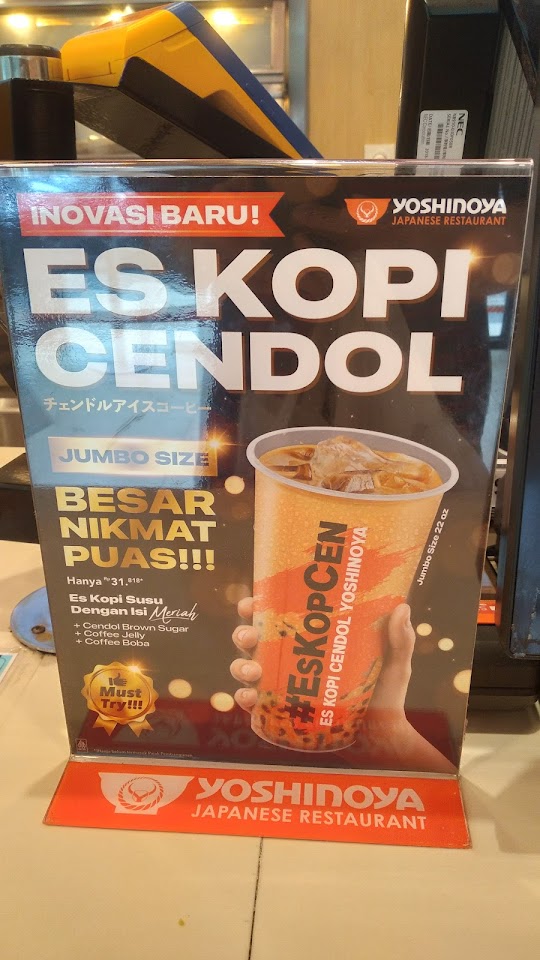 INOVASI BARU!
YOSHINOYA
JAPANESE RESTAURANT
ES KOPI
CENDOL
チェンドルアイスコーヒー
JUMBO SIZE
BESAR
NIKMAT
PUAS!!!
Hanya Rp 31.818*
Es Kopi Susu
Dengan Isi Meriah
+ Cendol Brown Sugar
+ Coffee Jelly
+ Coffee Boba
Must
Try!!!
#EsKopCen
ES KOPI CENDOL YOSHINOYA
Jumbo Size 22 oz
YOSHINOYA
JAPANESE RESTAURANT
NEC